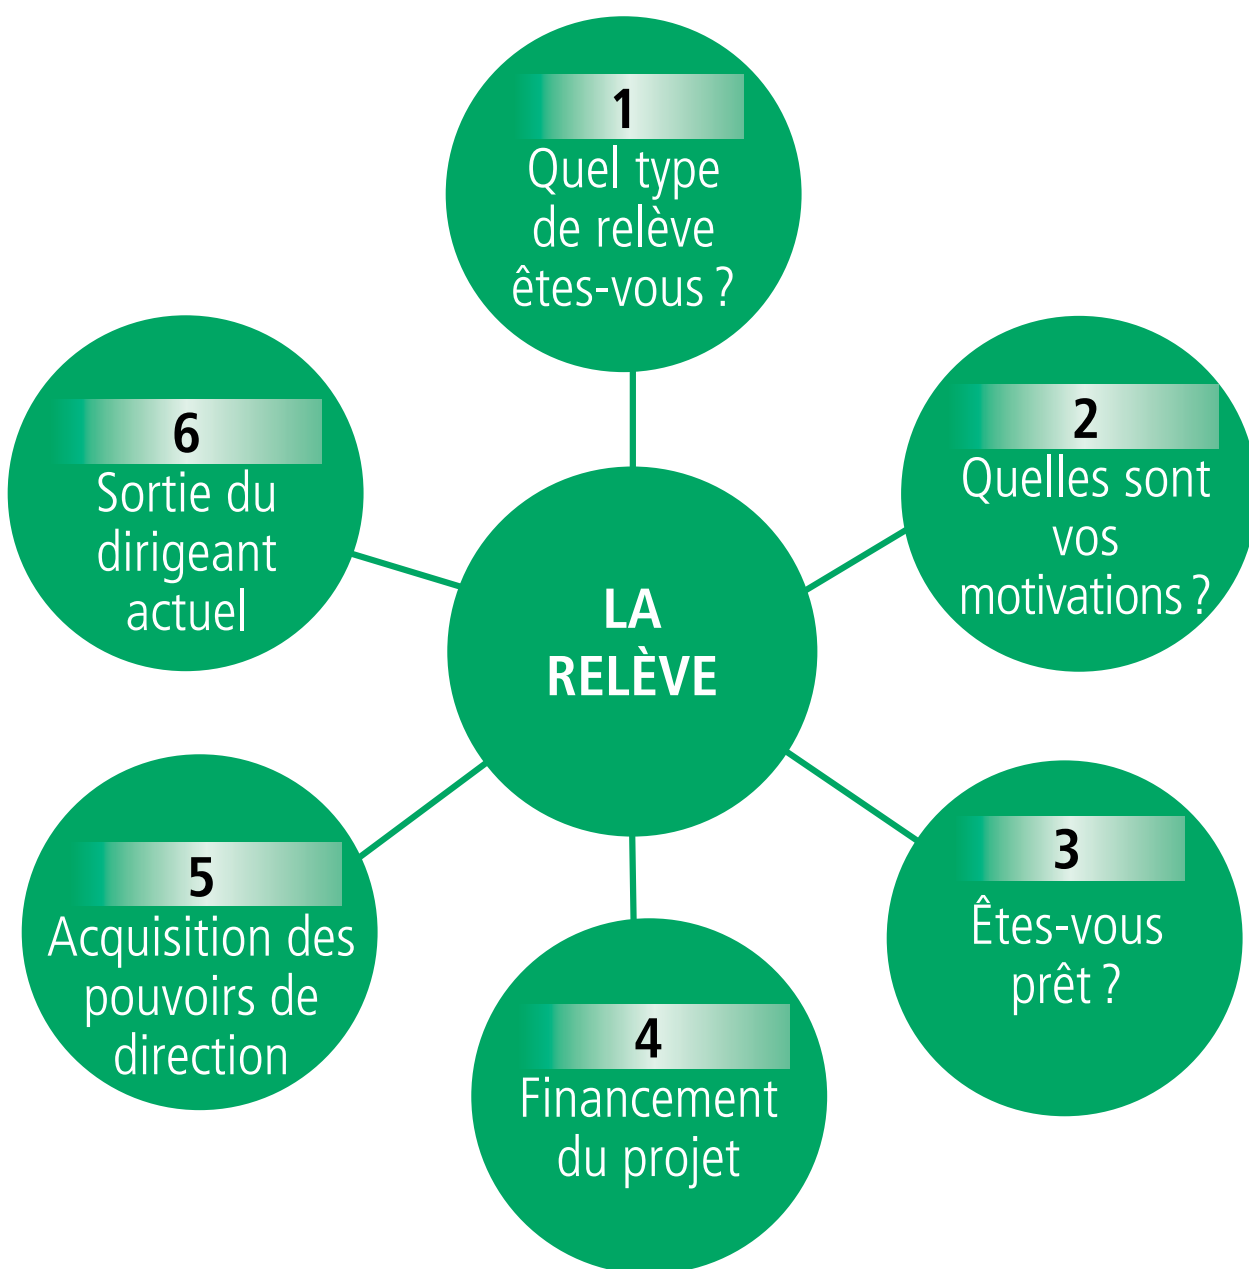 1
Quel type
de relève
êtes-vous ?
2
Quelles sont
vos
motivations ?
3
Êtes-vous
prêt ?
4
Financement
du projet
5
Acquisition des
pouvoirs de
direction
6
Sortie du
dirigeant
actuel
LA
RELÈVE